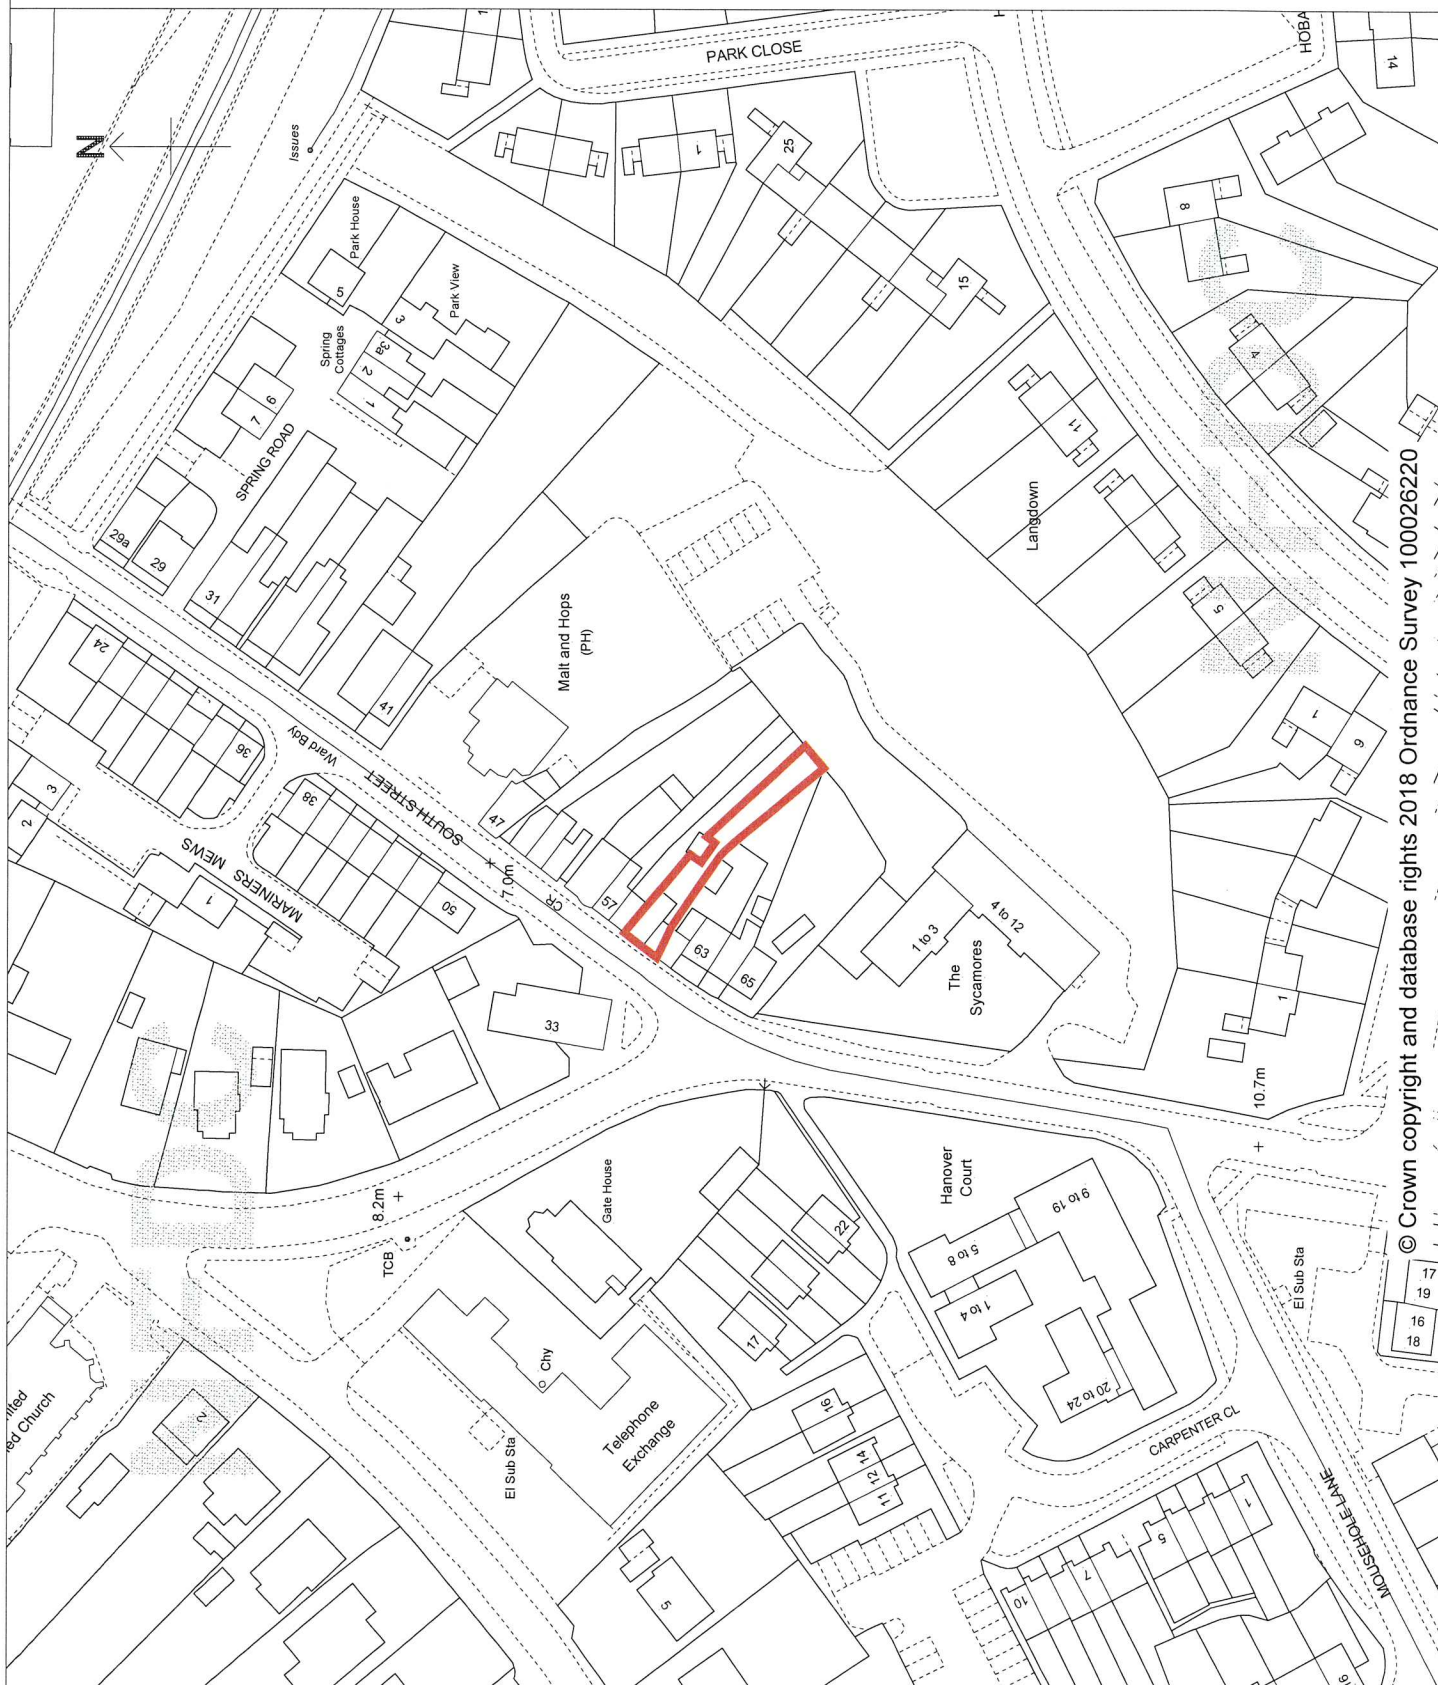 PARK CLOSE
HOBA
14
1
N
Issues
1
25
8
Park House
5
Park View
3
3a
2
1
Spring
Cottages
15
6
7
SPRING ROAD
4
11
29a
29
31
Langdown
24
Malt and Hops
(PH)
5
41
36
Ward Bdy
SOUTH STREET
38
47
3
2
MARINERS MEWS
1
7.0m
CR
57
50
1
6
63
65
1 to 3
4 to 12
The
Sycamores
33
1
10.7m
8.2m
TCB
Gate House
22
17
Hanover
Court
9 to 19
5 to 8
1 to 4
20 to 24
El Sub Sta
17
19
16
18
Chy
Telephone
Exchange
El Sub Sta
16
14
12
11
CARPENTER CL
MOUSEHOLE LANE
1
5
7
10
5
2
nited
ed Church
© Crown copyright and database rights 2018 Ordnance Survey 100026220